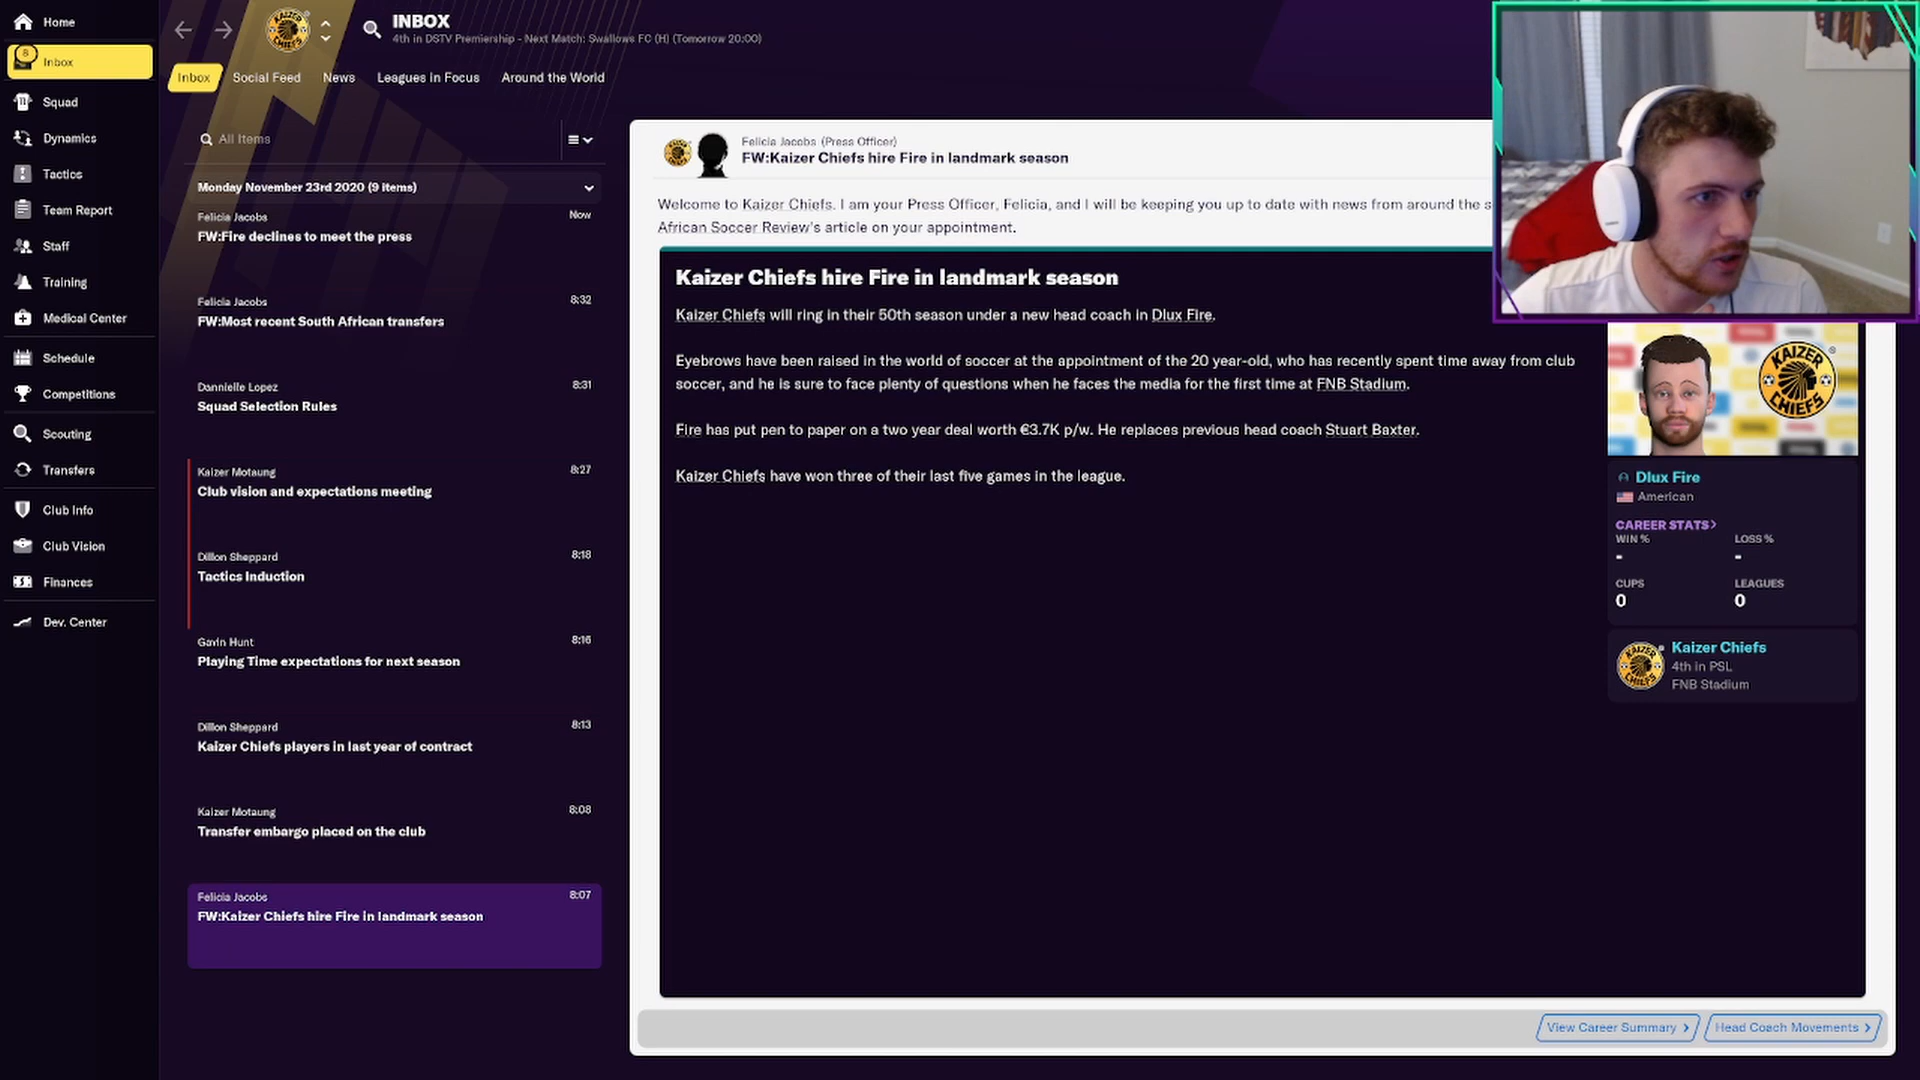 Home
8
Inbox
Squad
Dynamics
Tactics
Team Report
Staff
Training
Medical Center
Schedule
Competitions
Scouting
Transfers
Club Info
Club Vision
Finances
Dev. Center
INBOX
4th in DSTV Premiership - Next Match: Swallows FC (H) (Tomorrow 20:00)
Inbox Social Feed News Leagues in Focus Around the World
All Items
Monday November 23rd 2020 (9 items)
Felicia Jacobs Now
FW:Fire declines to meet the press
Felicia Jacobs 8:32
FW:Most recent South African transfers
Dannielle Lopez 8:31
Squad Selection Rules
Kaizer Motaung 8:27
Club vision and expectations meeting
Dillon Sheppard 8:18
Tactics Induction
Gavin Hunt 8:16
Playing Time expectations for next season
Dillon Sheppard 8:13
Kaizer Chiefs players in last year of contract
Kaizer Motaung 8:08
Transfer embargo placed on the club
Felicia Jacobs 8:07
FW:Kaizer Chiefs hire Fire in landmark season
Felicia Jacobs (Press Officer)
FW:Kaizer Chiefs hire Fire in landmark season
Welcome to Kaizer Chiefs. I am your Press Officer, Felicia, and I will be keeping you up to date with news from around the s
African Soccer Review's article on your appointment.
Kaizer Chiefs hire Fire in landmark season
Kaizer Chiefs will ring in their 50th season under a new head coach in Dlux Fire.
Eyebrows have been raised in the world of soccer at the appointment of the 20 year-old, who has recently spent time away from club
soccer, and he is sure to face plenty of questions when he faces the media for the first time at FNB Stadium.
Fire has put pen to paper on a two year deal worth €3.7K p/w. He replaces previous head coach Stuart Baxter.
Kaizer Chiefs have won three of their last five games in the league.
KAIZER
CHIEFS
Dlux Fire
American
CAREER STATS>
WIN % LOSS %
- -
CUPS LEAGUES
0 0
Kaizer Chiefs
4th in PSL
FNB Stadium
View Career Summary > Head Coach Movements >